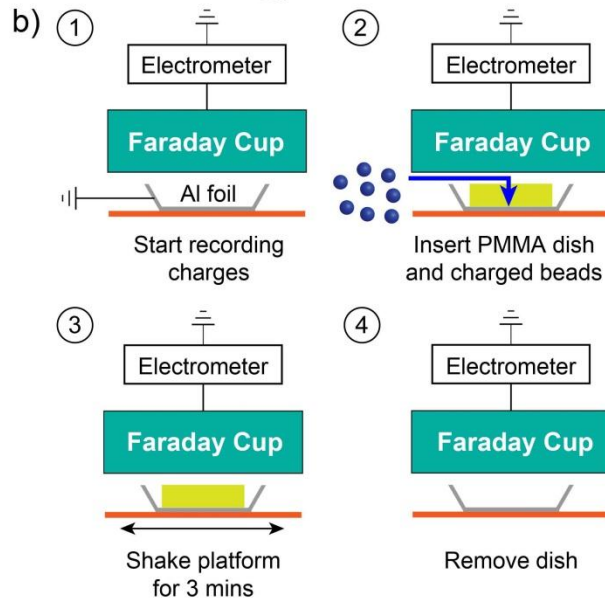 b)
1
Electrometer
Faraday Cup
Al foil
Start recording
charges
2
Electrometer
Faraday Cup
Insert PMMA dish
and charged beads
3
Electrometer
Faraday Cup
Shake platform
for 3 mins
4
Electrometer
Faraday Cup
Remove dish